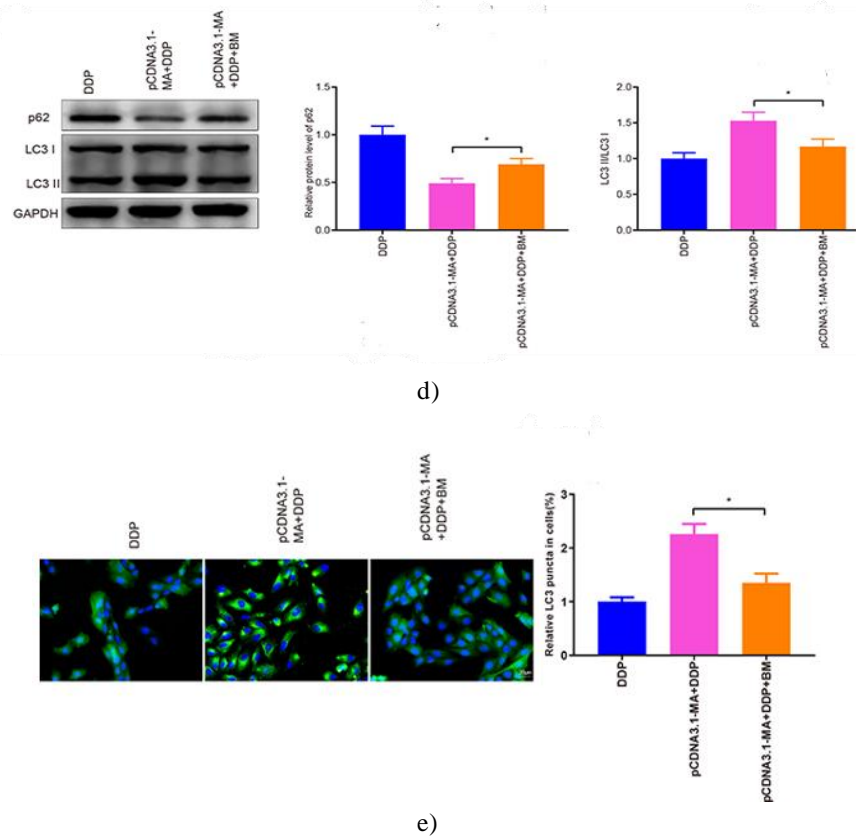 DDP
pCDNA3.1-
MA+DDP
pCDNA3.1-MA
+DDP+BM
p62
LC3 I
LC3 II
GAPDH
Relative protein level of p62
1.5
1.0
0.5
0.0
DDP
pCDNA3.1-MA+DDP
pCDNA3.1-MA+DDP+BM
*
LC3 II/LC3 I
2.0
1.5
1.0
0.5
0.0
DDP
pCDNA3.1-MA+DDP
pCDNA3.1-MA+DDP+BM
*
d)
DDP
pCDNA3.1-
MA+DDP
pCDNA3.1-MA
+DDP+BM
Relative LC3 puncta in cells(%)
3
2
1
0
DDP
pCDNA3.1-MA+DDP
pCDNA3.1-MA+DDP+BM
*
e)